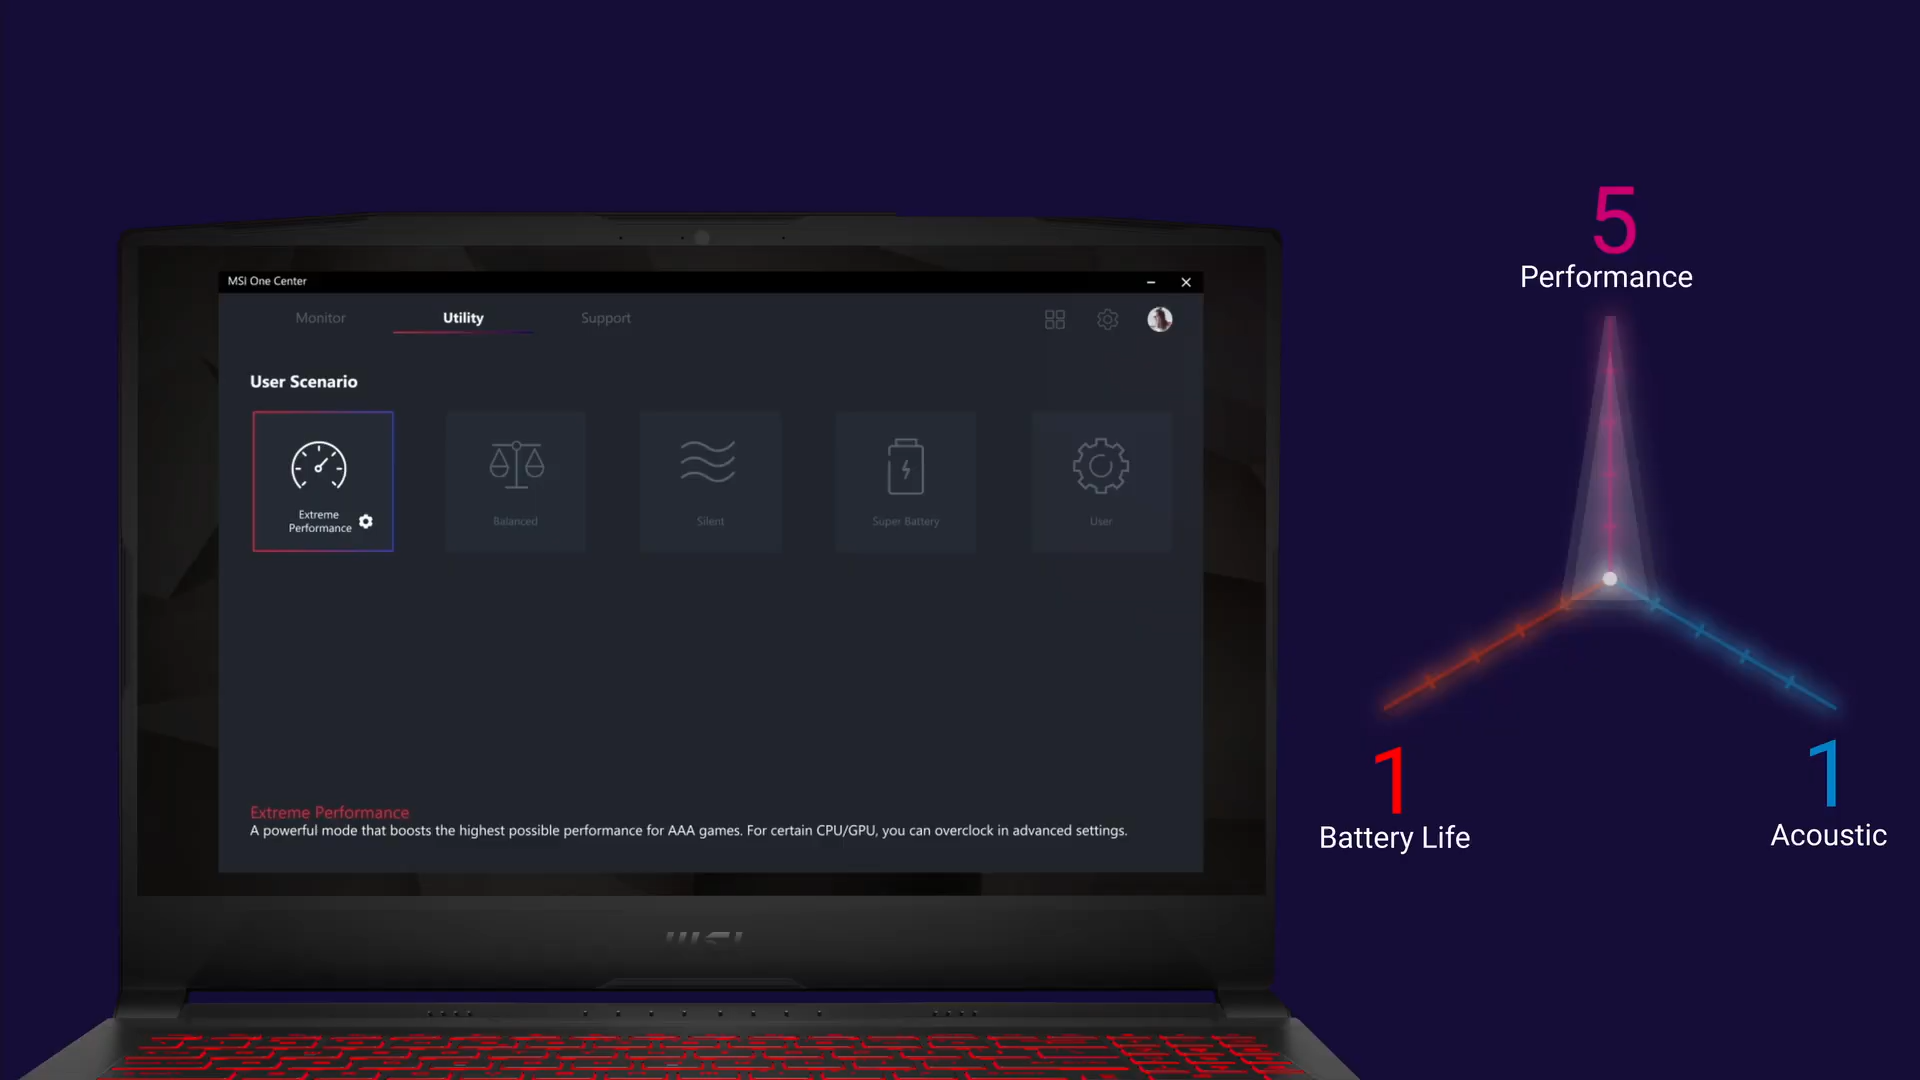 MSI One Center
Monitor
Utility
Support
User Scenario
Extreme
Performance
Balanced
Silent
Super Battery
User
Extreme Performance
A powerful mode that boosts the highest possible performance for AAA games. For certain CPU/GPU, you can overclock in advanced settings.
msi
5
Performance
1
Battery Life
1
Acoustic